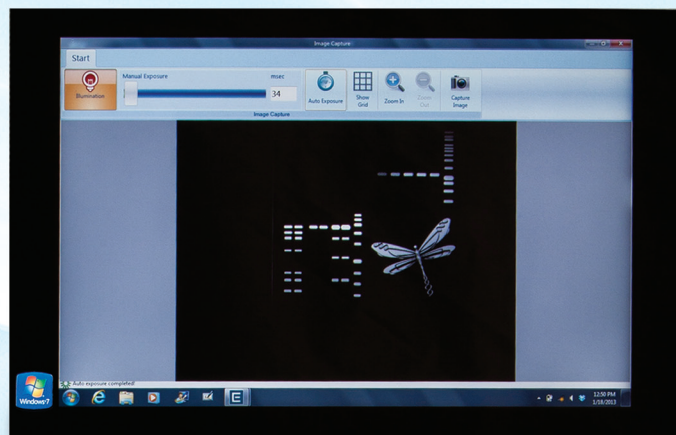 Image Capture
Start
Illumination
Manual Exposure
msec
34
Auto Exposure
Show
Grid
Zoom In
Zoom
Out
Capture
Image
Image Capture
Auto exposure completed!
Windows 7
12:50 PM
1/18/2013